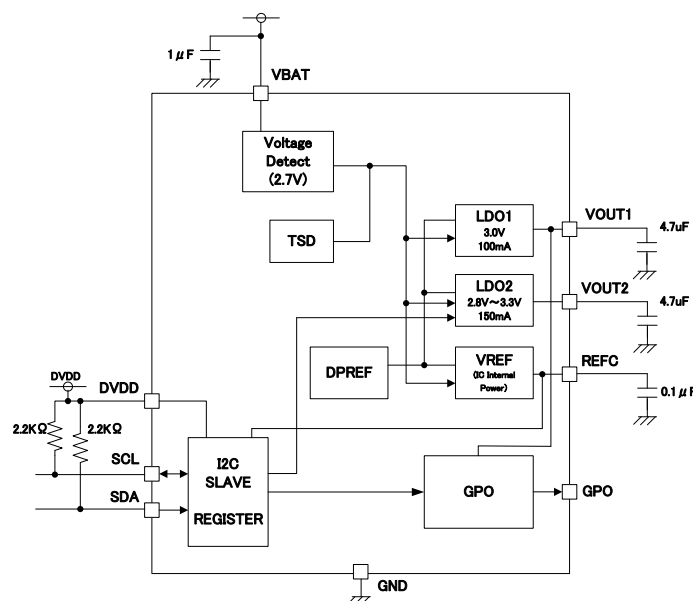 1μF
VBAT
Voltage
Detect
(2.7V)
TSD
LDO1
3.0V
100mA
VOUT1
4.7uF
LDO2
2.8V～3.3V
150mA
VOUT2
4.7uF
DPREF
VREF
(IC Internal
Power)
REFC
0.1μF
DVDD
DVDD
2.2KΩ
2.2KΩ
SCL
SDA
I2C
SLAVE
REGISTER
GPO
GPO
GND